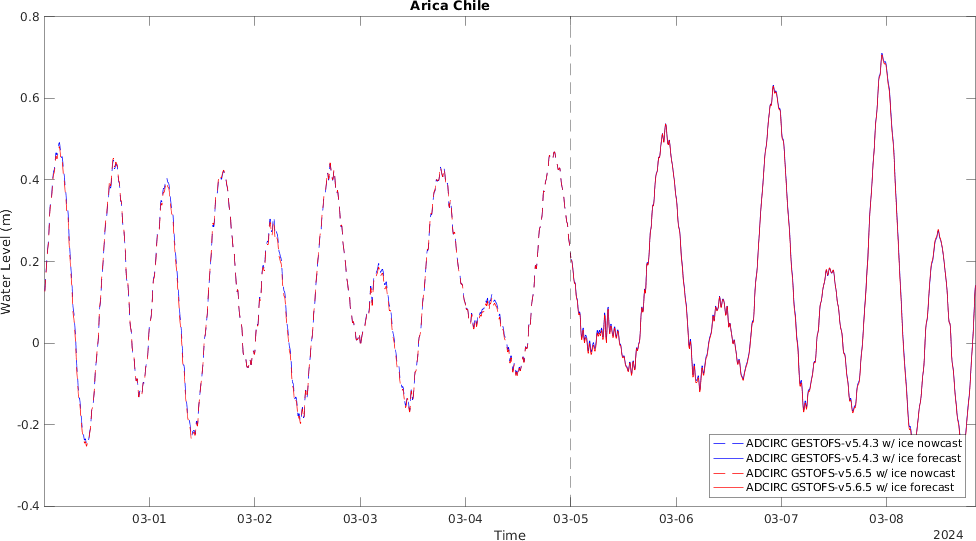 Arica Chile
0.8
0.6
0.4
0.2
0
-0.2
-0.4
Water Level (m)
03-01 03-02 03-03 03-04 03-05 03-06 03-07 03-08
Time
2024
ADCIRC GESTOFS-v5.4.3 w/ ice nowcast
ADCIRC GESTOFS-v5.4.3 w/ ice forecast
ADCIRC GSTOFS-v5.6.5 w/ ice nowcast
ADCIRC GSTOFS-v5.6.5 w/ ice forecast